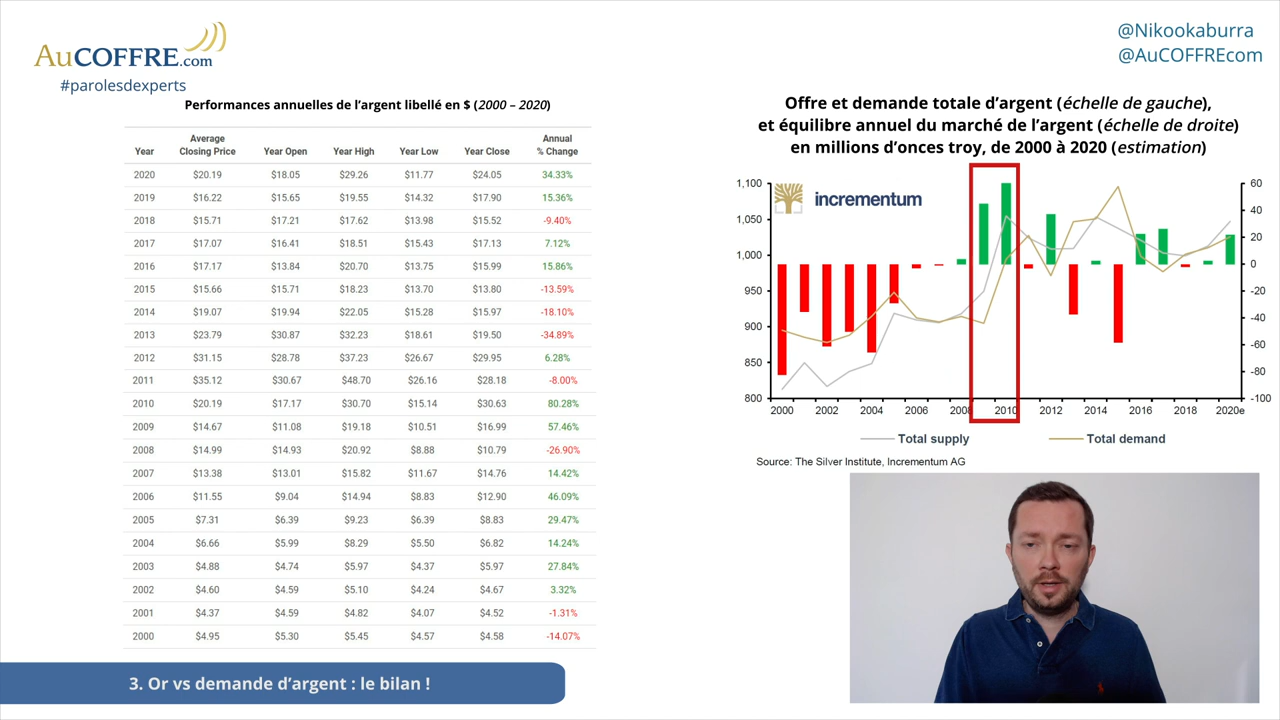 AuCOFFRE.com
#parolesdexperts
@Nikookaburra
@AuCOFFREcom
Performances annuelles de l'argent libellé en $ (2000 – 2020)
Year Average Closing Price Year Open Year High Year Low Year Close Annual % Change
2020 $20.19 $18.05 $29.26 $11.77 $24.05 34.33%
2019 $16.22 $15.65 $19.55 $14.32 $17.90 15.36%
2018 $15.71 $17.21 $17.62 $13.98 $15.52 -9.40%
2017 $17.07 $16.41 $18.51 $15.43 $17.13 7.12%
2016 $17.17 $13.84 $20.70 $13.75 $15.99 15.86%
2015 $15.66 $15.71 $18.23 $13.70 $13.80 -13.59%
2014 $19.07 $19.94 $22.05 $15.28 $15.97 -18.10%
2013 $23.79 $30.87 $32.23 $18.61 $19.50 -34.89%
2012 $31.15 $28.78 $37.23 $26.67 $29.95 6.28%
2011 $35.12 $30.67 $48.70 $26.16 $28.18 -8.00%
2010 $20.19 $17.17 $30.70 $15.14 $30.63 80.28%
2009 $14.67 $11.08 $19.18 $10.51 $16.99 57.46%
2008 $14.99 $14.93 $20.92 $8.88 $10.79 -26.90%
2007 $13.38 $13.01 $15.82 $11.67 $14.76 14.42%
2006 $11.55 $9.04 $14.94 $8.83 $12.90 46.09%
2005 $7.31 $6.39 $9.23 $6.39 $8.83 29.47%
2004 $6.66 $5.99 $8.29 $5.50 $6.82 14.24%
2003 $4.88 $4.74 $5.97 $4.37 $5.97 27.84%
2002 $4.60 $4.59 $5.10 $4.24 $4.67 3.32%
2001 $4.37 $4.59 $4.82 $4.07 $4.52 -1.31%
2000 $4.95 $5.30 $5.45 $4.57 $4.58 -14.07%
Offre et demande totale d'argent (échelle de gauche),
et équilibre annuel du marché de l'argent (échelle de droite)
en millions d'onces troy, de 2000 à 2020 (estimation)
incrementum
1,100 60
1,050 40
20
1,000 0
950 -20
900 -40
-60
850 -80
800 -100
2000 2002 2004 2006 2008 2010 2012 2014 2016 2018 2020e
Total supply Total demand
Source: The Silver Institute, Incrementum AG
3. Or vs demande d'argent : le bilan !